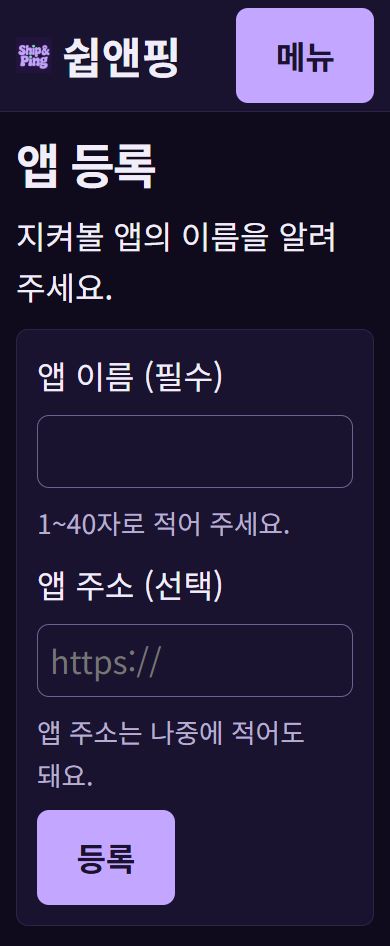 Ship&
Ping
쉽앤핑
메뉴
앱 등록
지켜볼 앱의 이름을 알려
주세요.
앱 이름 (필수)
1~40자로 적어 주세요.
앱 주소 (선택)
https://
앱 주소는 나중에 적어도
돼요.
등록